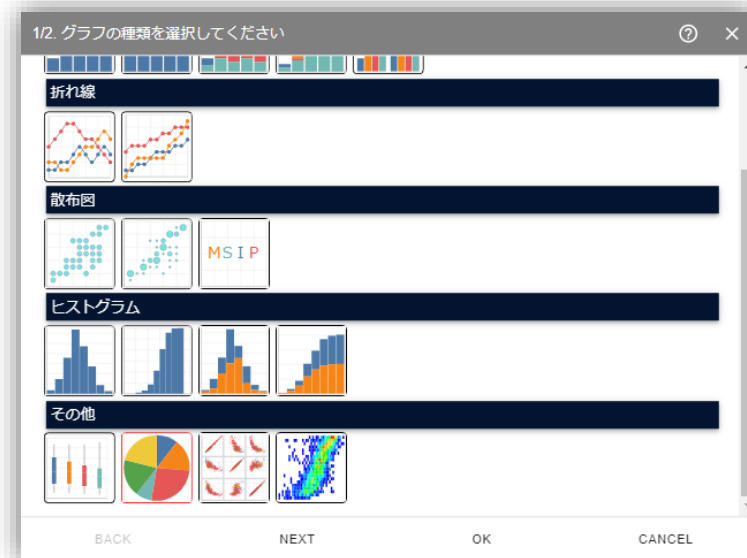 1/2. グラフの種類を選択してください
折れ線
散布図
MSIP
ヒストグラム
その他
BACK NEXT OK CANCEL